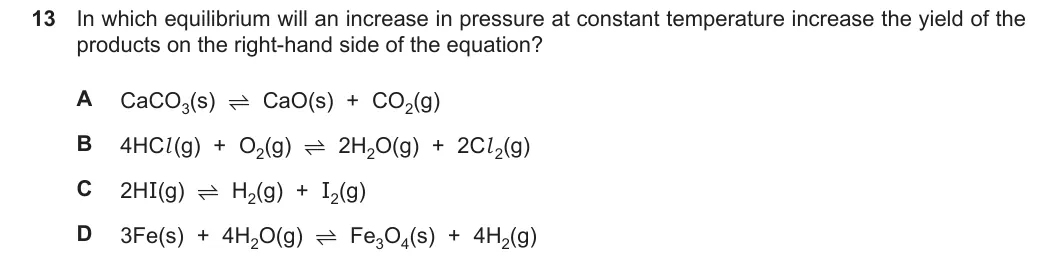 13 In which equilibrium will an increase in pressure at constant temperature increase the yield of the
products on the right-hand side of the equation?
A CaCO₃(s) ⇌ CaO(s) + CO₂(g)
B 4HCl(g) + O₂(g) ⇌ 2H₂O(g) + 2Cl₂(g)
C 2HI(g) ⇌ H₂(g) + I₂(g)
D 3Fe(s) + 4H₂O(g) ⇌ Fe₃O₄(s) + 4H₂(g)